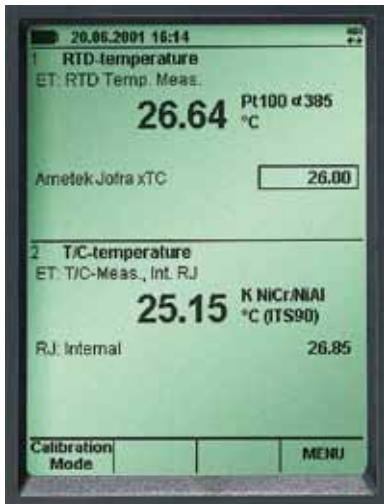 20.06.2001 16:14
1 RTD-temperature
ET: RTD Temp. Meas.
26.64 Pt100 α385
°C
Ametek Jofra xTC 26.00
2 T/C-temperature
ET: T/C-Meas., Int. RJ
25.15 K NiCr/NiAl
°C (ITS90)
RJ: Internal 26.85
Calibration
Mode MENU